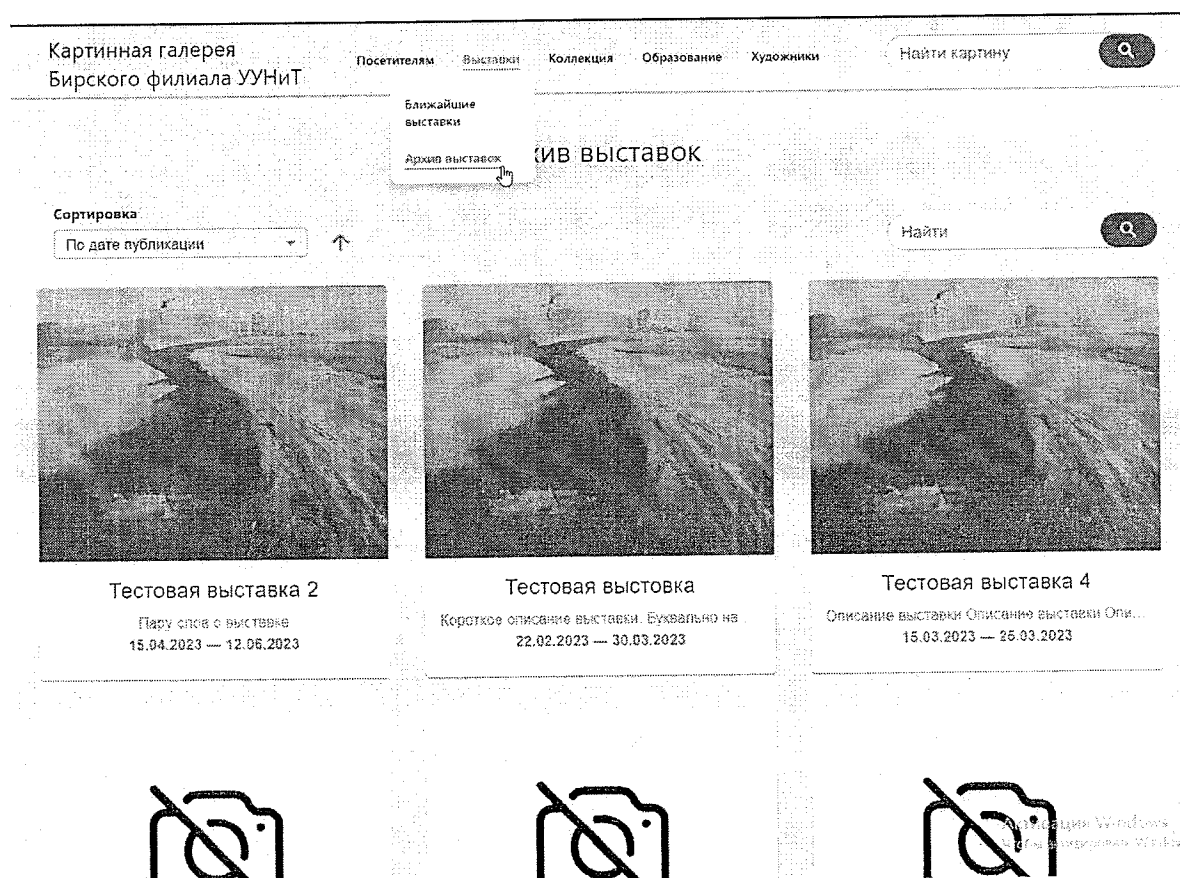 Картинная галерея
Бирского филиала УУНиТ
Посетителям Выставки Коллекция Образование Художники
Найти картину
Ближайшие
выставки
Архив выставок
ив выставок
Сортировка
По дате публикации
Найти
Тестовая выставка 2
Пару слов о выставке
15.04.2023 — 12.06.2023
Тестовая выстовка
Короткое описание выставки. Буквально на...
22.02.2023 — 30.03.2023
Тестовая выставка 4
Описание выставки Описание выставки Опи...
15.03.2023 — 25.03.2023
Активация Windows